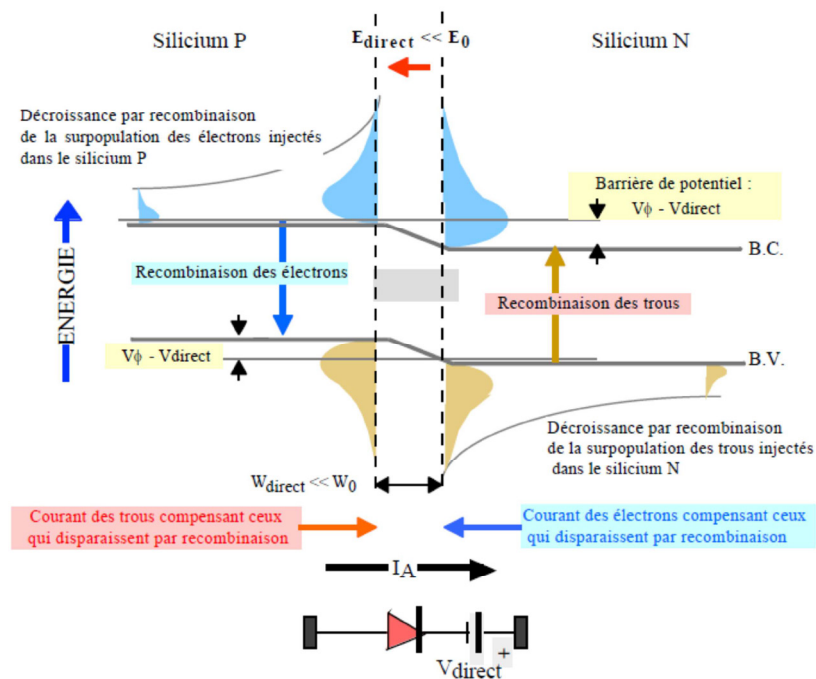 Silicium P
E direct << E0
Silicium N
Décroissance par recombinaison
de la surpopulation des électrons injectés
dans le silicium P
Barrière de potentiel :
Vϕ - Vdirect
ENERGIE
B.C.
Recombinaison des électrons
Recombinaison des trous
Vϕ - Vdirect
B.V.
Décroissance par recombinaison
de la surpopulation des trous injectés
dans le silicium N
Wdirect << W0
Courant des trous compensant ceux
qui disparaissent par recombinaison
Courant des électrons compensant ceux
qui disparaissent par recombinaison
IA
+
Vdirect